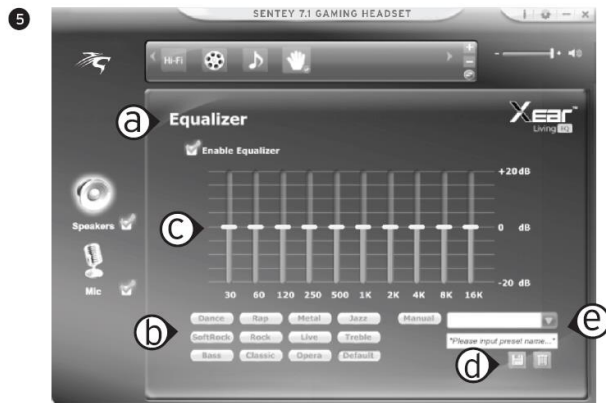 5
SENTEY 7.1 GAMING HEADSET
Hi-Fi
a
Equalizer
Xear™
Living EQ
Enable Equalizer
+20 dB
Speakers
c
0 dB
Mic
-20 dB
30 60 120 250 500 1K 2K 4K 8K 16K
b
Dance Rap Metal Jazz Manual
e
SoftRock Rock Live Treble
"Please input preset name..."
Bass Classic Opera Default
d